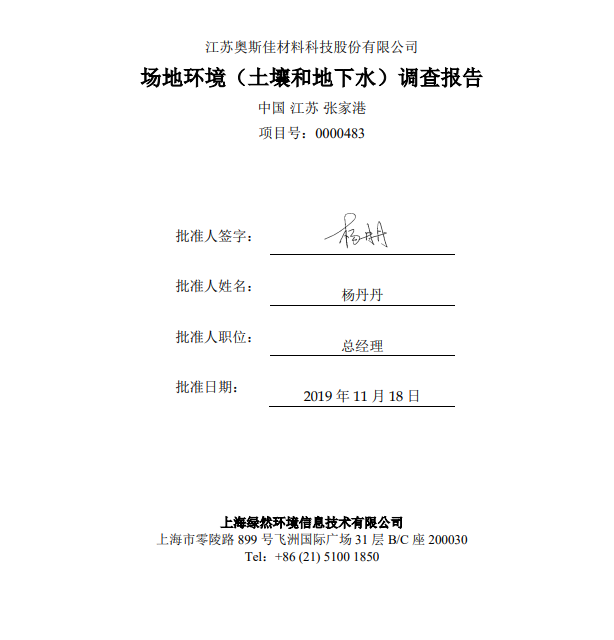 江苏奥斯佳材料科技股份有限公司
场地环境（土壤和地下水）调查报告
中国 江苏 张家港
项目号：0000483
批准人签字：
批准人姓名： 杨丹丹
批准人职位： 总经理
批准日期： 2019 年 11 月 18 日
上海绿然环境信息技术有限公司
上海市零陵路 899 号飞洲国际广场 31 层 B/C 座 200030
Tel：+86 (21) 5100 1850